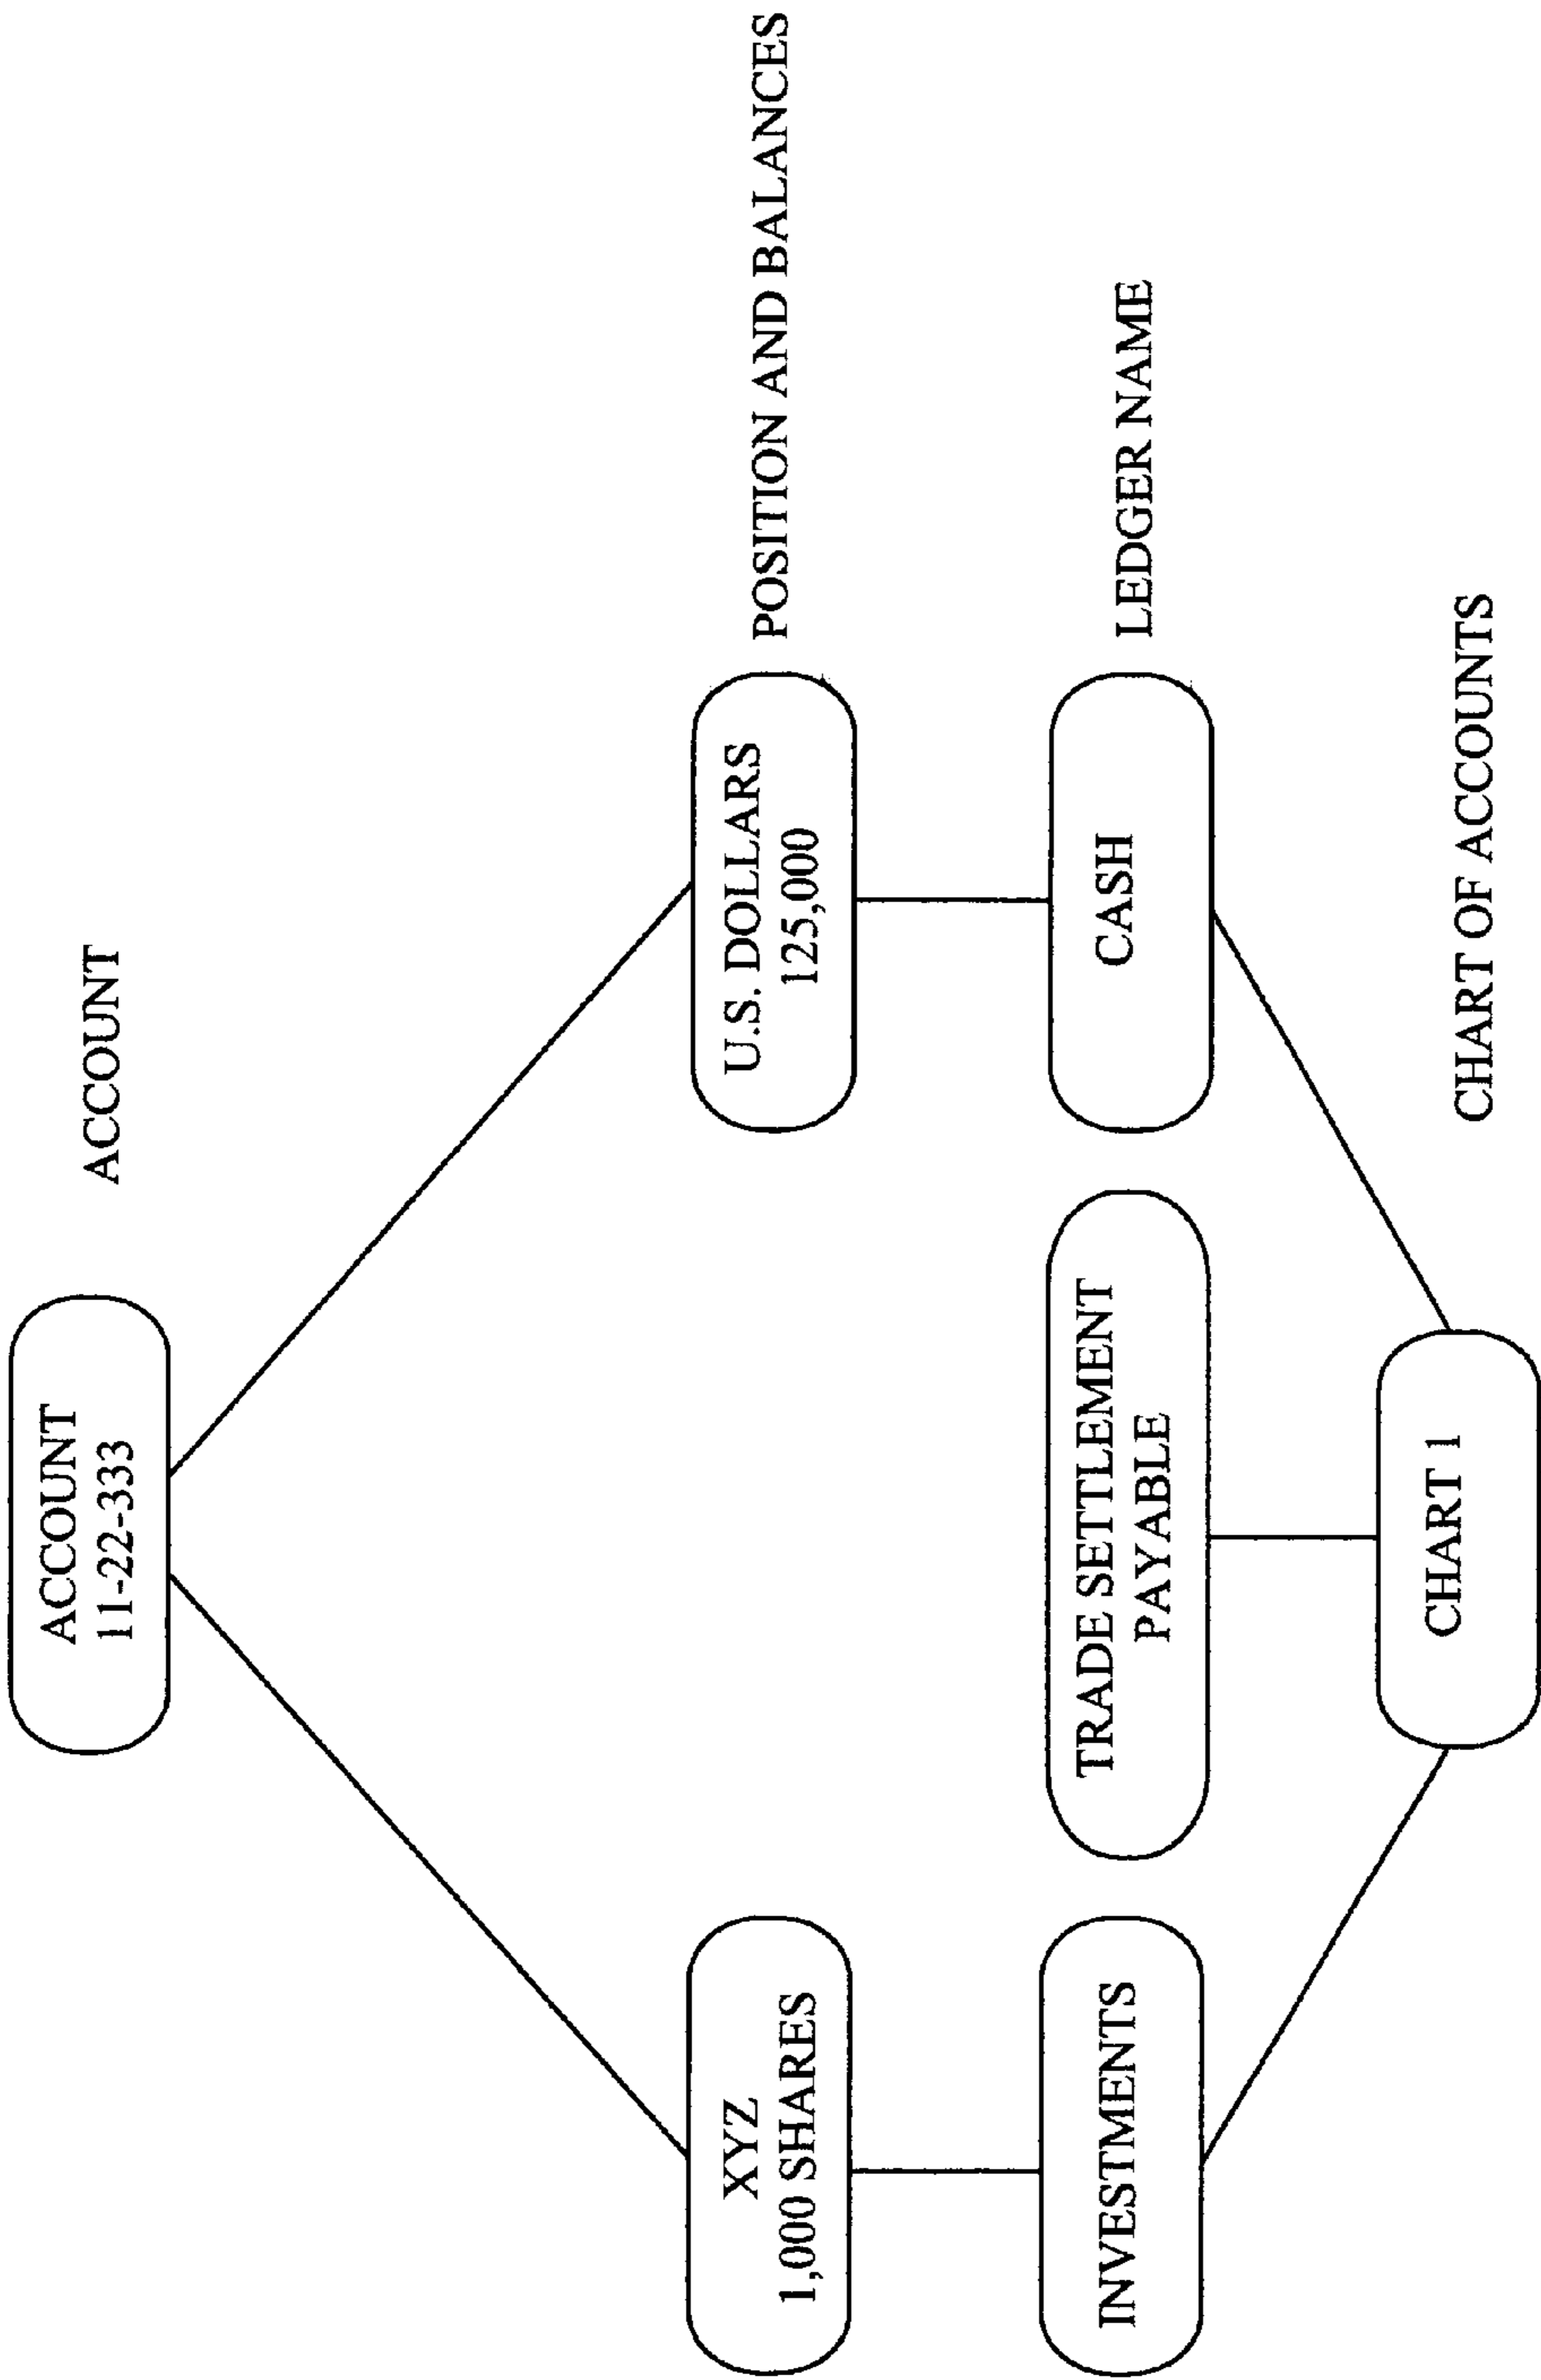 ACCOUNT
11-22-333
ACCOUNT
XYZ
1,000 SHARES
U.S. DOLLARS
125,000
POSITION AND BALANCES
INVESTMENTS
TRADE SETTLEMENT
PAYABLE
CASH
LEDGER NAME
CHART 1
CHART OF ACCOUNTS